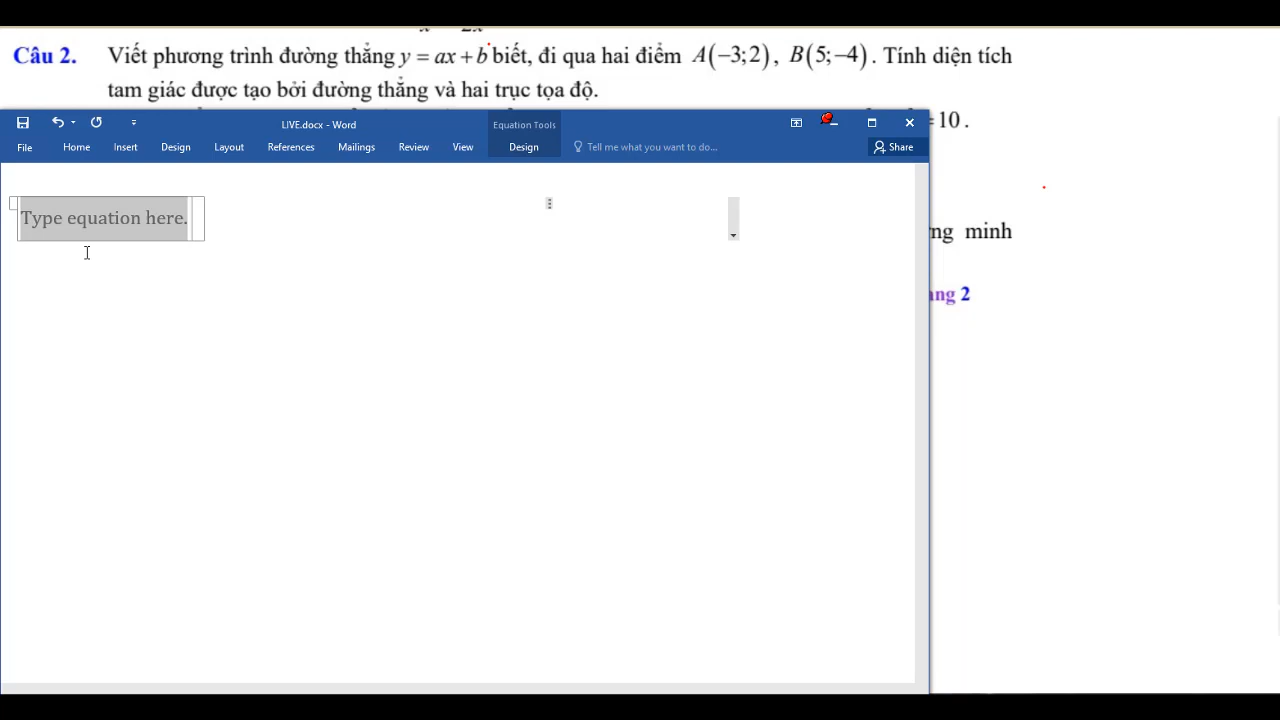 Câu 2. Viết phương trình đường thẳng y = ax + b biết, đi qua hai điểm A(−3;2), B(5;−4). Tính diện tích
tam giác được tạo bởi đường thẳng và hai trục tọa độ.
=10.
LIVE.docx - Word
Equation Tools
File Home Insert Design Layout References Mailings Review View Design Tell me what you want to do... Share
Type equation here.
ng minh
ang 2